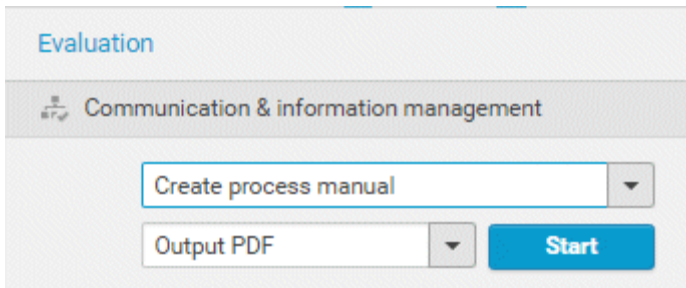 Evaluation
Communication & information management
Create process manual
Output PDF
Start